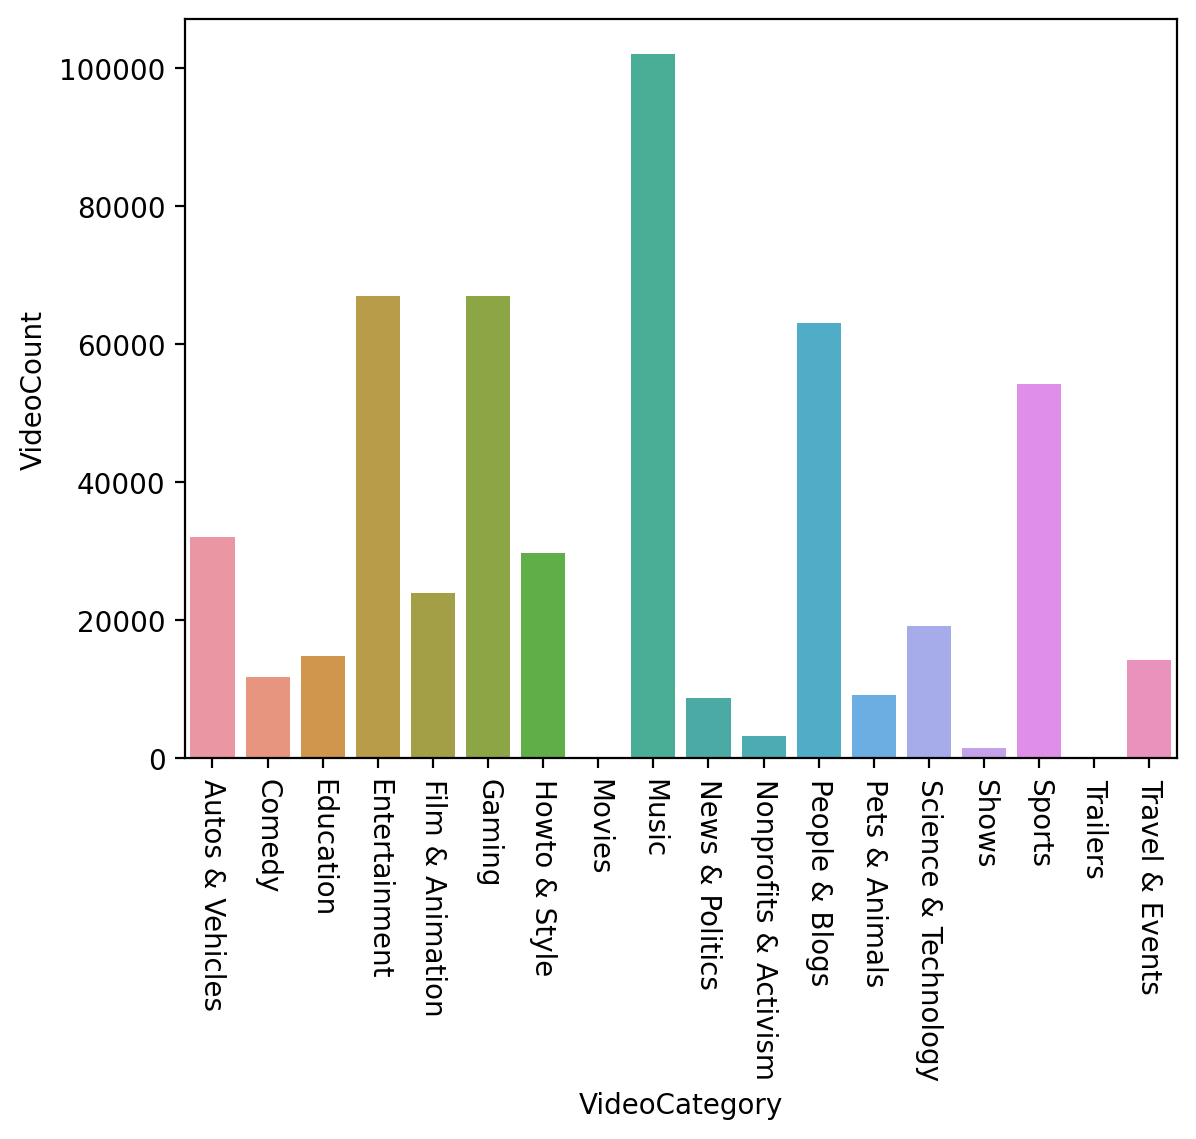 VideoCount
100000
80000
60000
40000
20000
0
Autos & Vehicles
Comedy
Education
Entertainment
Film & Animation
Gaming
Howto & Style
Movies
Music
News & Politics
Nonprofits & Activism
People & Blogs
Pets & Animals
Science & Technology
Shows
Sports
Trailers
Travel & Events
VideoCategory